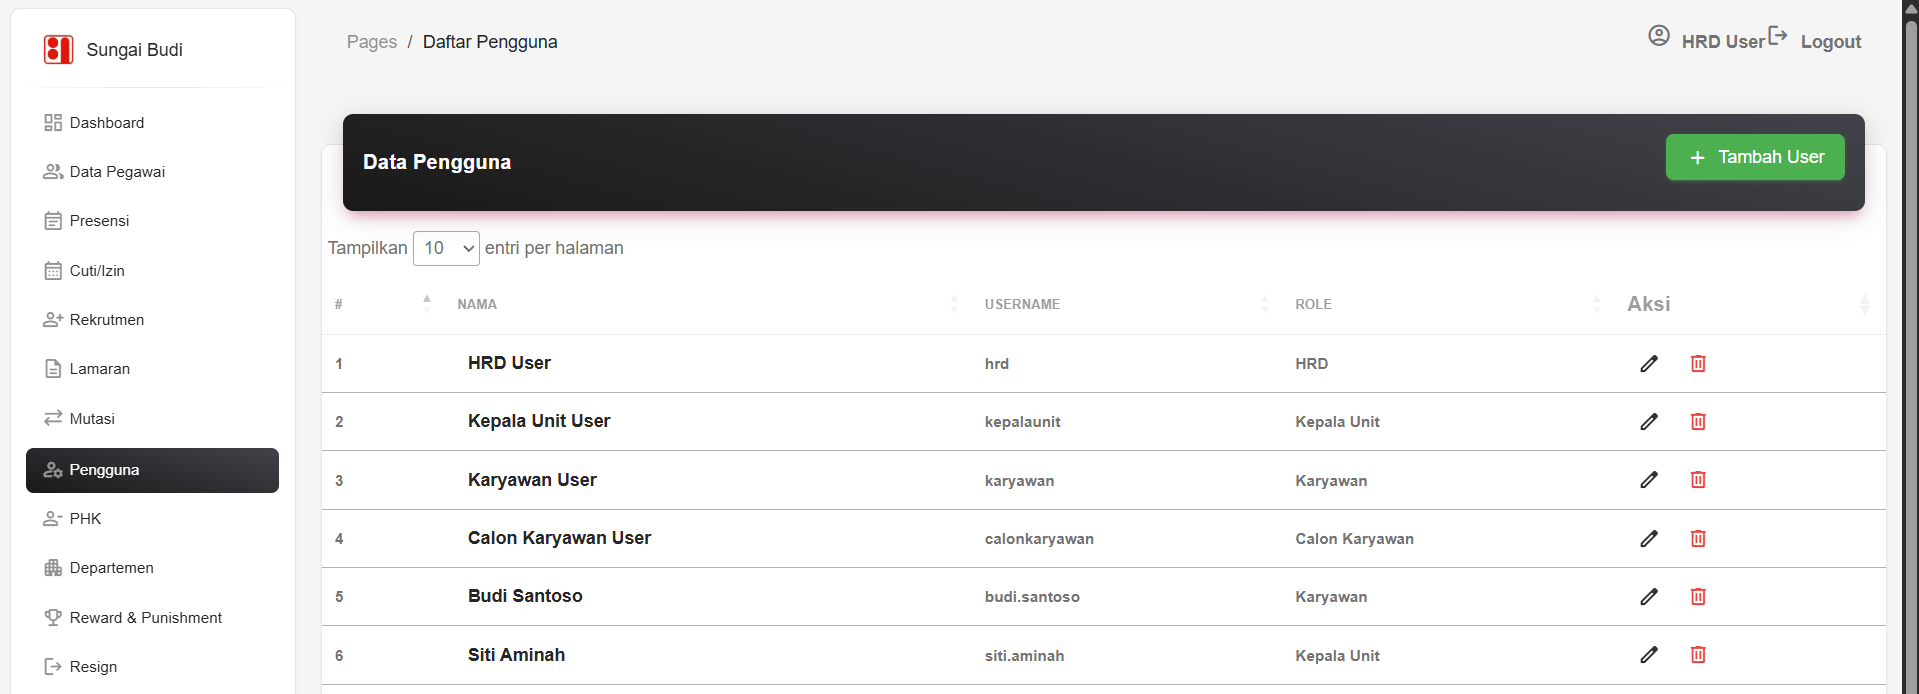 Sungai Budi
Pages / Daftar Pengguna
HRD User
Logout
Dashboard
Data Pegawai
Presensi
Cuti/Izin
Rekrutmen
Lamaran
Mutasi
Pengguna
PHK
Departemen
Reward & Punishment
Resign
Data Pengguna
+ Tambah User
Tampilkan 10 entri per halaman
# NAMA USERNAME ROLE Aksi
1 HRD User hrd HRD
2 Kepala Unit User kepalaunit Kepala Unit
3 Karyawan User karyawan Karyawan
4 Calon Karyawan User calonkaryawan Calon Karyawan
5 Budi Santoso budi.santoso Karyawan
6 Siti Aminah siti.aminah Kepala Unit